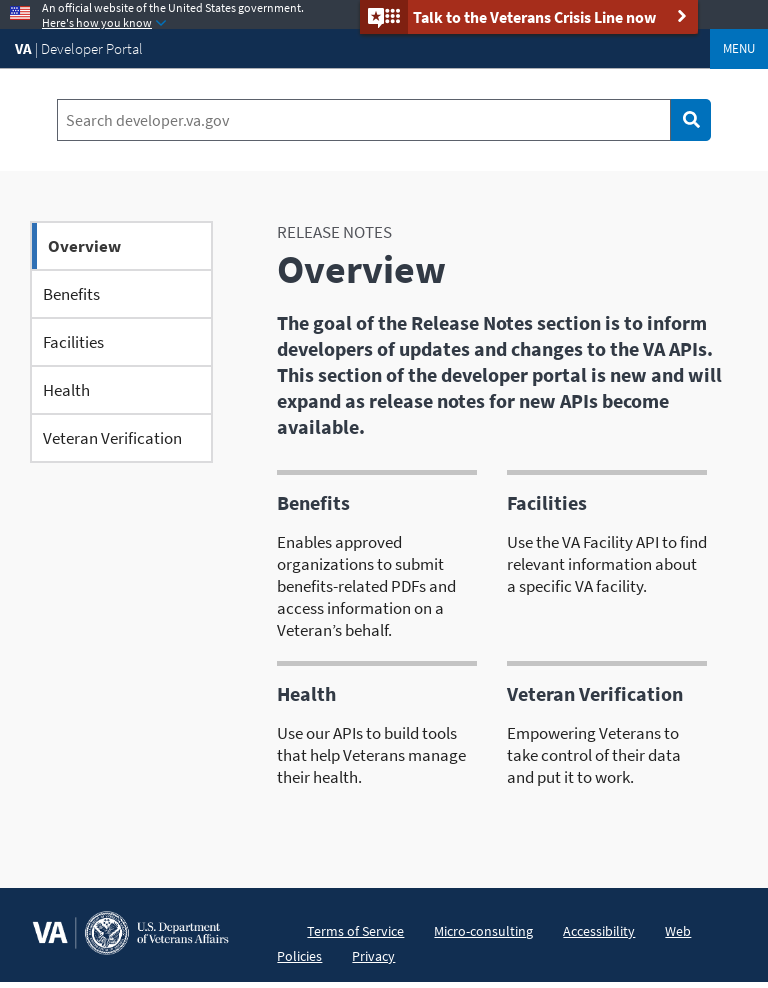 An official website of the United States government.
Here's how you know
Talk to the Veterans Crisis Line now
VA | Developer Portal
MENU
Search developer.va.gov
Overview
Benefits
Facilities
Health
Veteran Verification
RELEASE NOTES
Overview
The goal of the Release Notes section is to inform
developers of updates and changes to the VA APIs.
This section of the developer portal is new and will
expand as release notes for new APIs become
available.
Benefits
Enables approved
organizations to submit
benefits-related PDFs and
access information on a
Veteran’s behalf.
Facilities
Use the VA Facility API to find
relevant information about
a specific VA facility.
Health
Use our APIs to build tools
that help Veterans manage
their health.
Veteran Verification
Empowering Veterans to
take control of their data
and put it to work.
VA
U.S. Department
of Veterans Affairs
Terms of Service Micro-consulting Accessibility Web
Policies Privacy